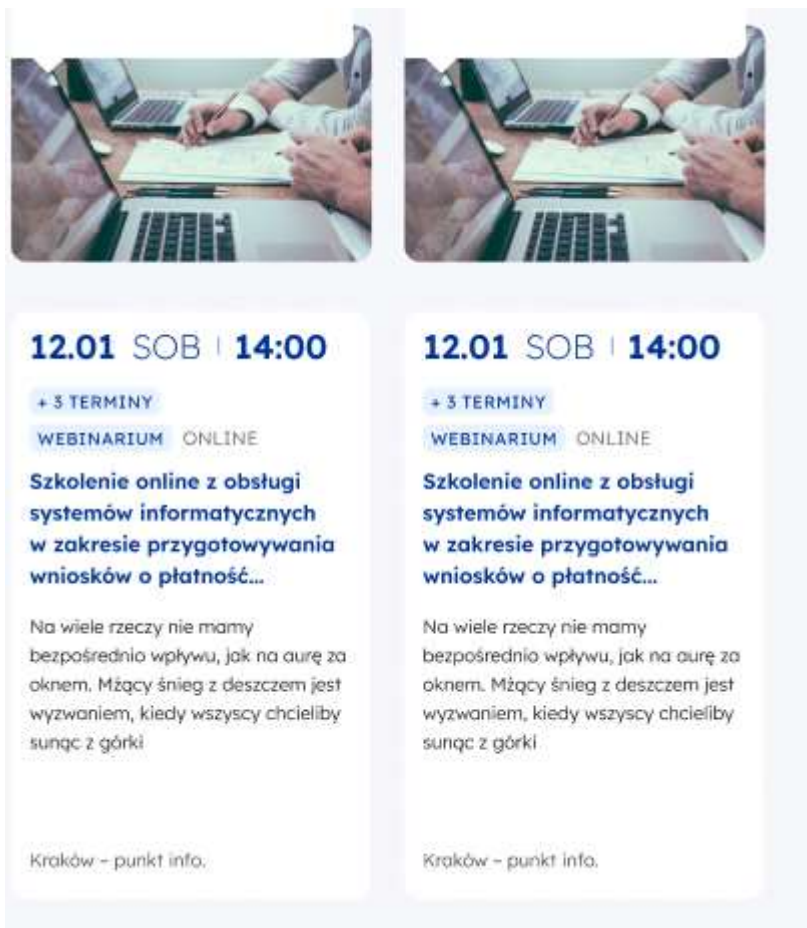 12.01 SOB | 14:00
+ 3 TERMINY
WEBINARIUM ONLINE
Szkolenie online z obsługi
systemów informatycznych
w zakresie przygotowywania
wniosków o płatność...
Na wiele rzeczy nie mamy
bezpośrednio wpływu, jak na aurę za
oknem. Mżący śnieg z deszczem jest
wyzwaniem, kiedy wszyscy chcieliby
sunąc z górki
Kraków – punkt info.
12.01 SOB | 14:00
+ 3 TERMINY
WEBINARIUM ONLINE
Szkolenie online z obsługi
systemów informatycznych
w zakresie przygotowywania
wniosków o płatność...
Na wiele rzeczy nie mamy
bezpośrednio wpływu, jak na aurę za
oknem. Mżący śnieg z deszczem jest
wyzwaniem, kiedy wszyscy chcieliby
sunąc z górki
Kraków – punkt info.